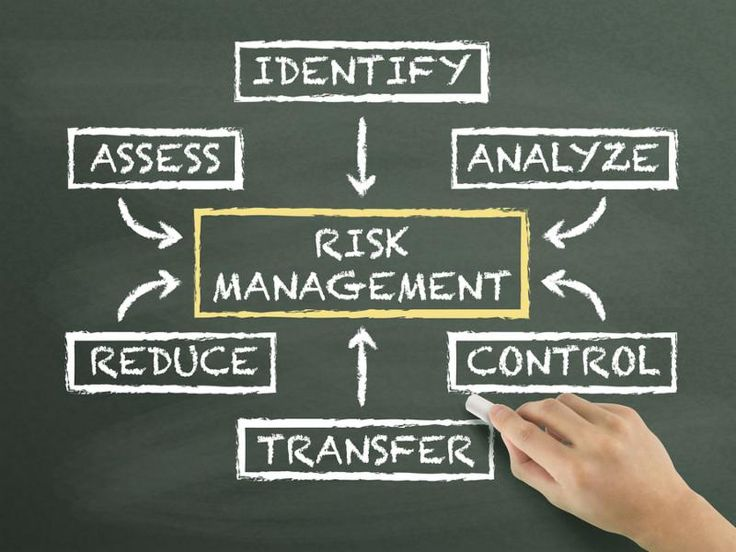 IDENTIFY
ASSESS
ANALYZE
RISK
MANAGEMENT
REDUCE
CONTROL
TRANSFER